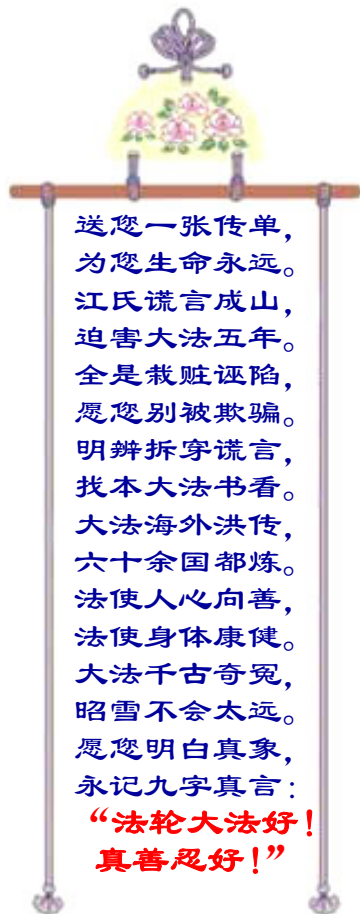 送您一张传单，
为您生命永远。
江氏谎言成山，
迫害大法五年。
全是栽赃诬陷，
愿您别被欺骗。
明辨拆穿谎言，
找本大法书看。
大法海外洪传，
六十余国都炼。
法使人心向善，
法使身体康健。
大法千古奇冤，
昭雪不会太远。
愿您明白真象，
永记九字真言：
“法轮大法好！
真善忍好！”